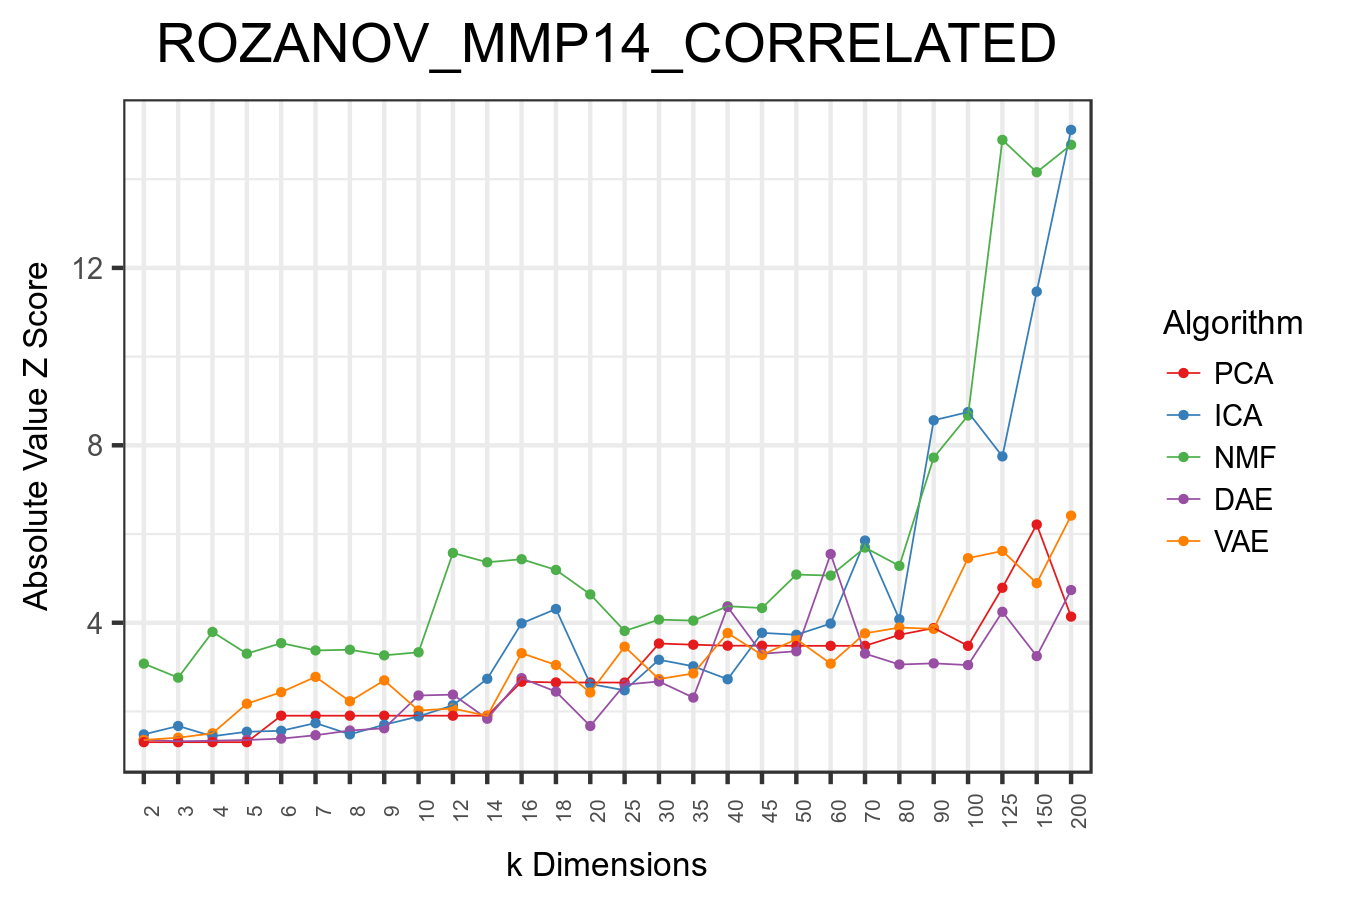 ROZANOV_MMP14_CORRELATED
Absolute Value Z Score
12
8
4
2 3 4 5 6 7 8 9 10 12 14 16 18 20 25 30 35 40 45 50 60 70 80 90 100 125 150 200
k Dimensions
Algorithm
PCA
ICA
NMF
DAE
VAE